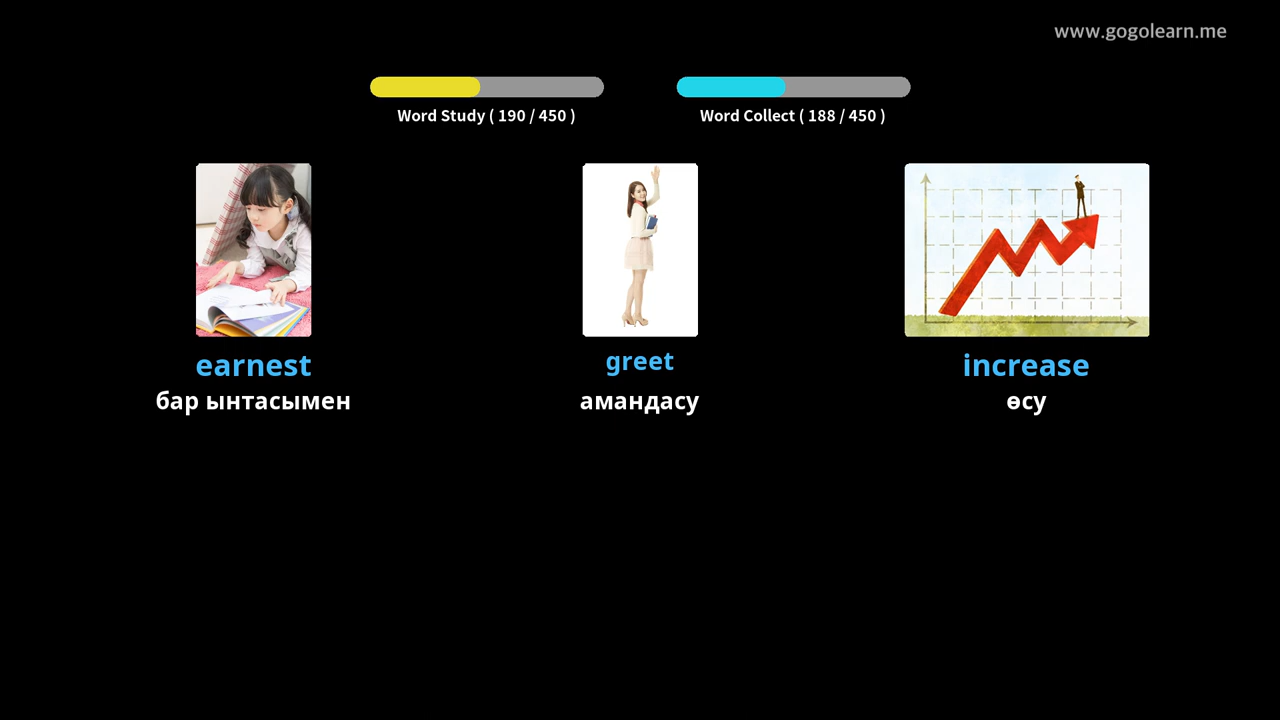 www.gogolearn.me
Word Study ( 190 / 450 )
Word Collect ( 188 / 450 )
earnest
бар ынтасымен
greet
амандасу
increase
өсу